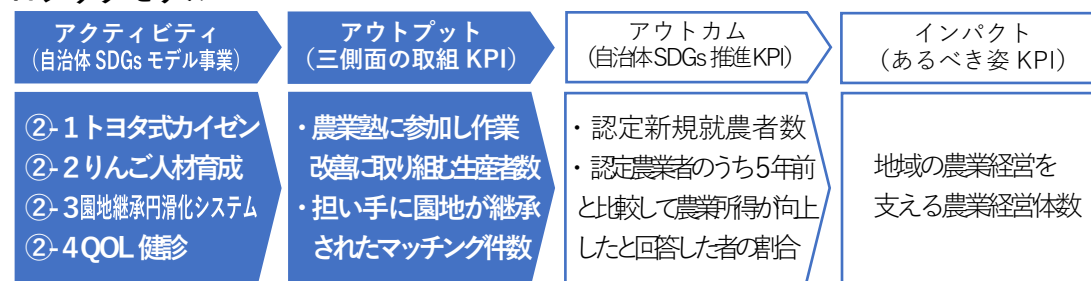 アクティビティ
(自治体 SDGs モデル事業)
アウトプット
(三側面の取組 KPI)
アウトカム
(自治体SDGs 推進KPI)
インパクト
(あるべき姿 KPI)
②-1トヨタ式カイゼン
②-2りんご人材育成
②-3園地継承円滑化システム
②-4QOL 健診
・農業塾に参加し作業
改善に取り組む生産者数
・担い手に園地が継承
されたマッチング件数
・認定新規就農者数
・認定農業者のうち5年前
と比較して農業所得が向上
したと回答した者の割合
地域の農業経営を
支える農業経営体数